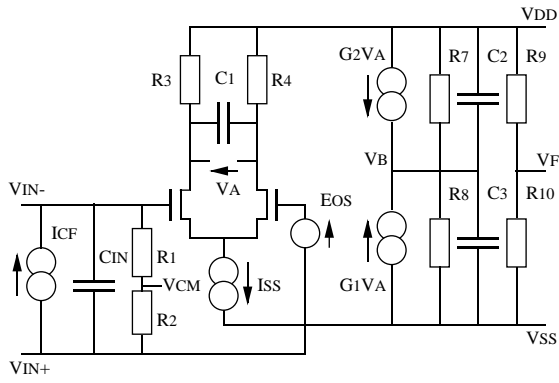 VDD
G2VA
R7
C2
R9
R3
C1
R4
VB
VF
VA
VIN-
EOS
R8
C3
R10
ICF
CIN
R1
VCM
ISS
G1VA
R2
VSS
VIN+